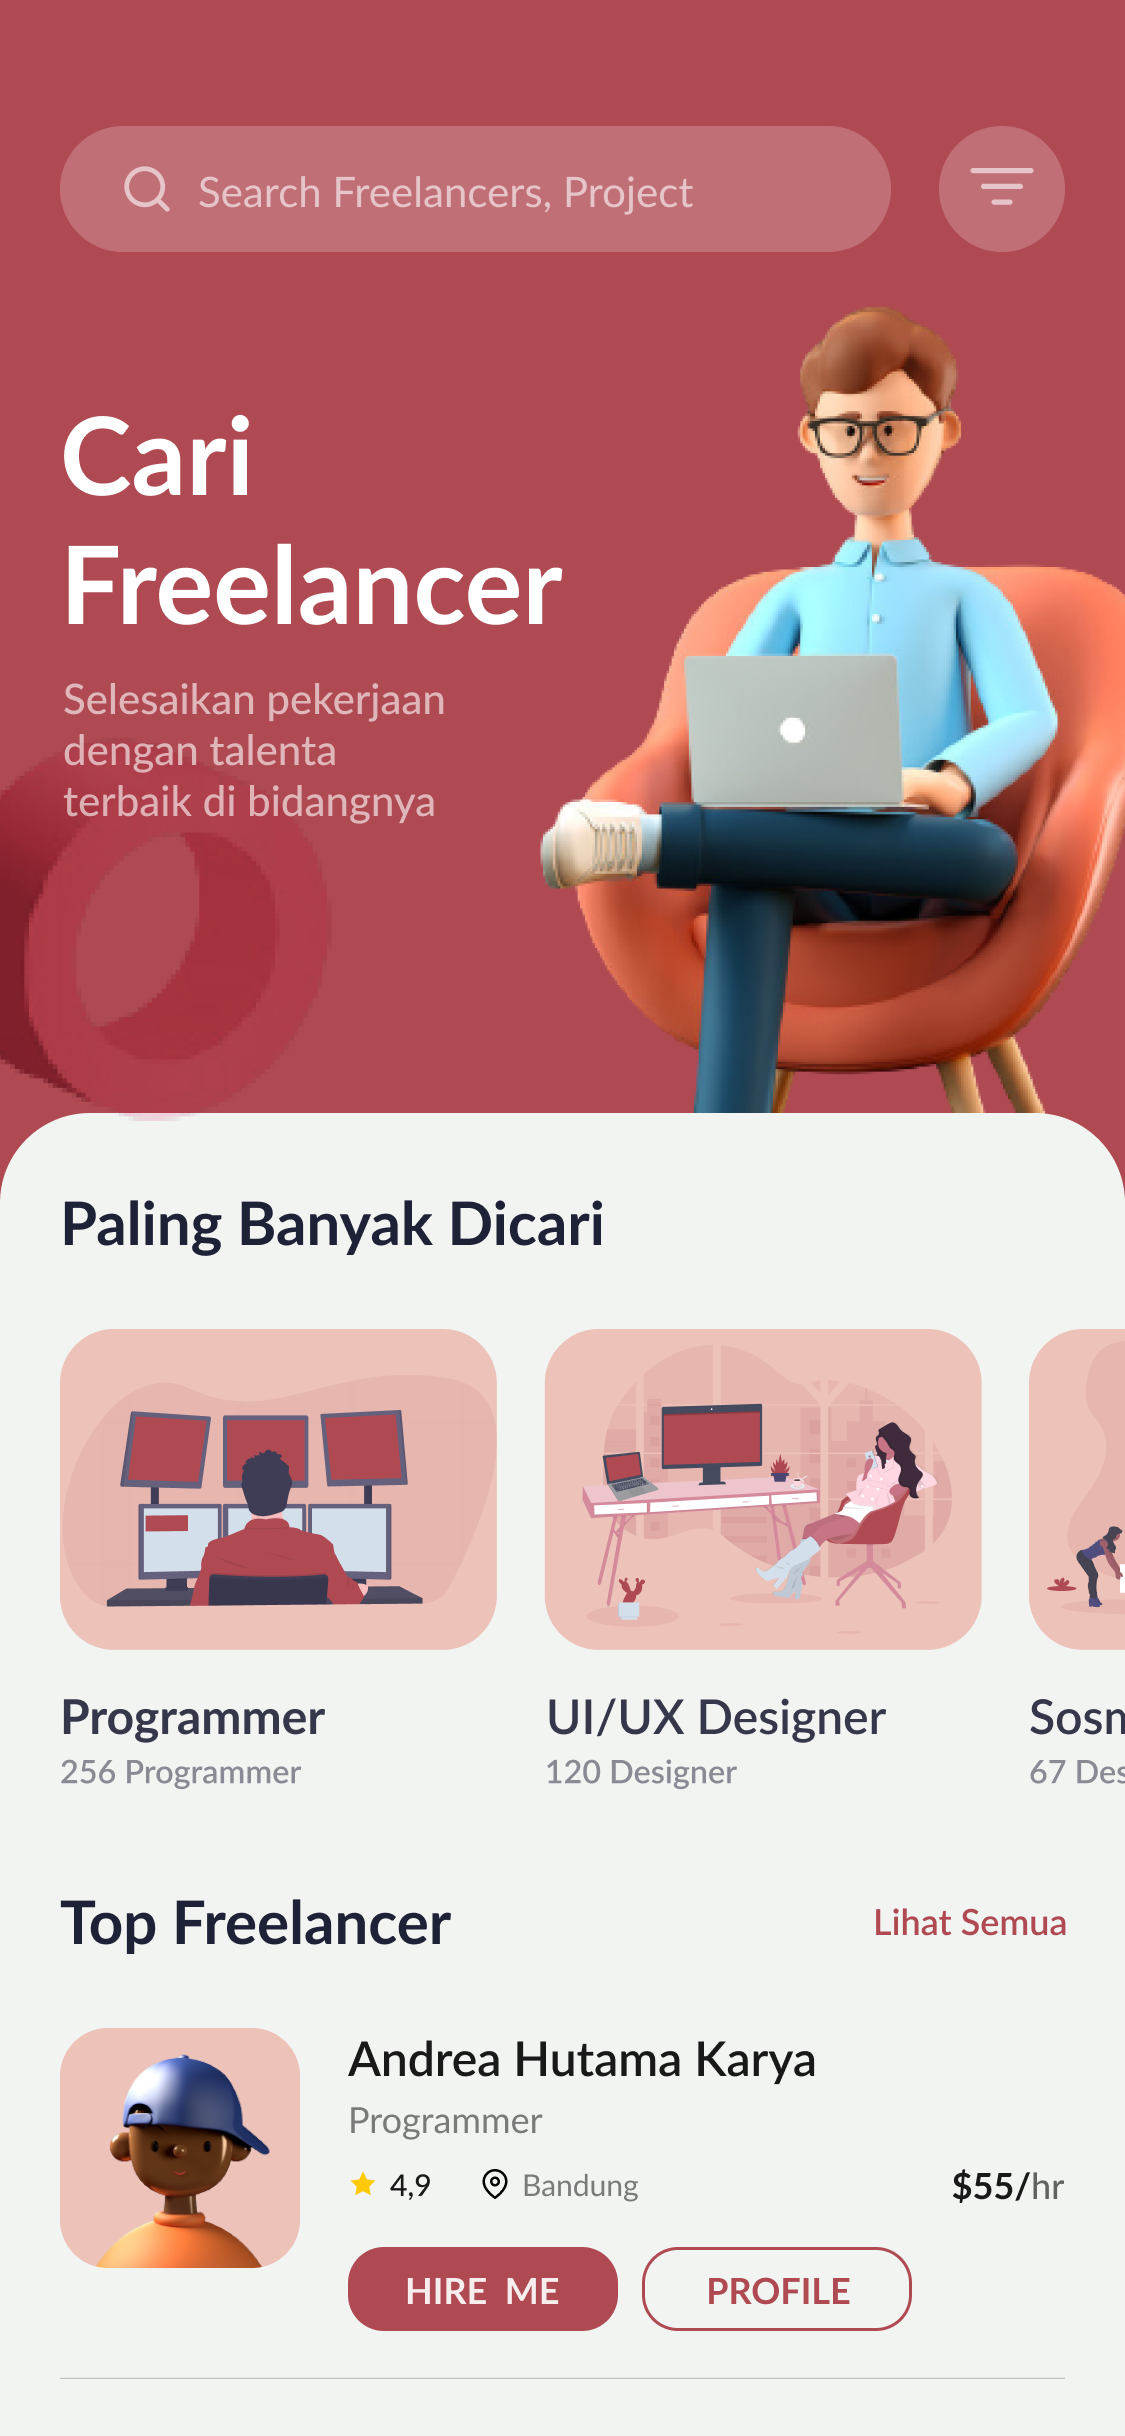 Search Freelancers, Project
Cari
Freelancer
Selesaikan pekerjaan
dengan talenta
terbaik di bidangnya
Paling Banyak Dicari
Programmer
256 Programmer
UI/UX Designer
120 Designer
67
Top Freelancer
Lihat Semua
Andrea Hutama Karya
Programmer
4,9
Bandung
$55/hr
HIRE ME
PROFILE